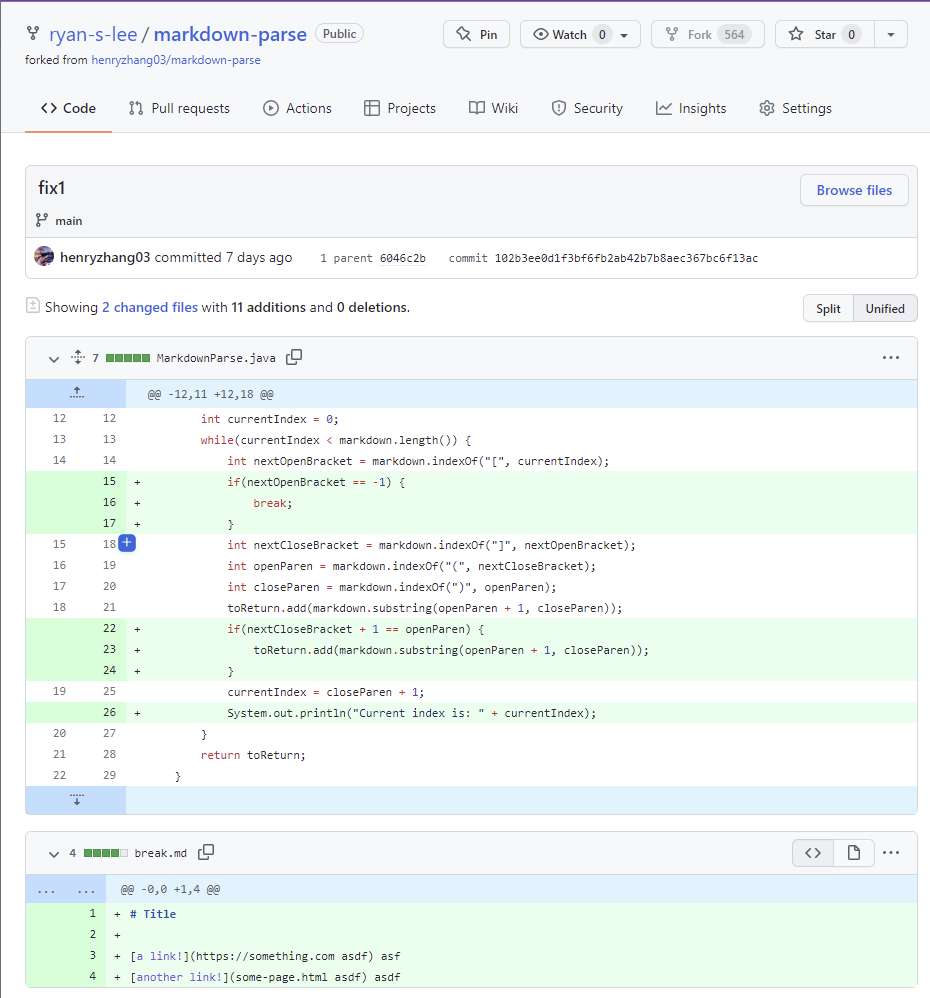 ryan-s-lee / markdown-parse Public Pin Watch 0 Fork 564 Star 0
forked from henryzhang03/markdown-parse
Code Pull requests Actions Projects Wiki Security Insights Settings
fix1 Browse files
main
henryzhang03 committed 7 days ago 1 parent 6046c2b commit 102b3ee0d1f3bf6fb2ab42b7b8aec367bc6f13ac
Showing 2 changed files with 11 additions and 0 deletions. Split Unified
7 MarkdownParse.java ...
@@ -12,11 +12,18 @@
12 12 int currentIndex = 0;
13 13 while(currentIndex < markdown.length()) {
14 14 int nextOpenBracket = markdown.indexOf("[", currentIndex);
15 + if(nextOpenBracket == -1) {
16 + break;
17 + }
15 18 + int nextCloseBracket = markdown.indexOf("]", nextOpenBracket);
16 19 int openParen = markdown.indexOf("(", nextCloseBracket);
17 20 int closeParen = markdown.indexOf(")", openParen);
18 21 toReturn.add(markdown.substring(openParen + 1, closeParen));
22 + if(nextCloseBracket + 1 == openParen) {
23 + toReturn.add(markdown.substring(openParen + 1, closeParen));
24 + }
19 25 currentIndex = closeParen + 1;
26 + System.out.println("Current index is: " + currentIndex);
20 27 }
21 28 return toReturn;
22 29 }
4 break.md ...
... ... @@ -0,0 +1,4 @@
1 + # Title
2 +
3 + [a link!](https://something.com asdf) asf
4 + [another link!](some-page.html asdf) asdf